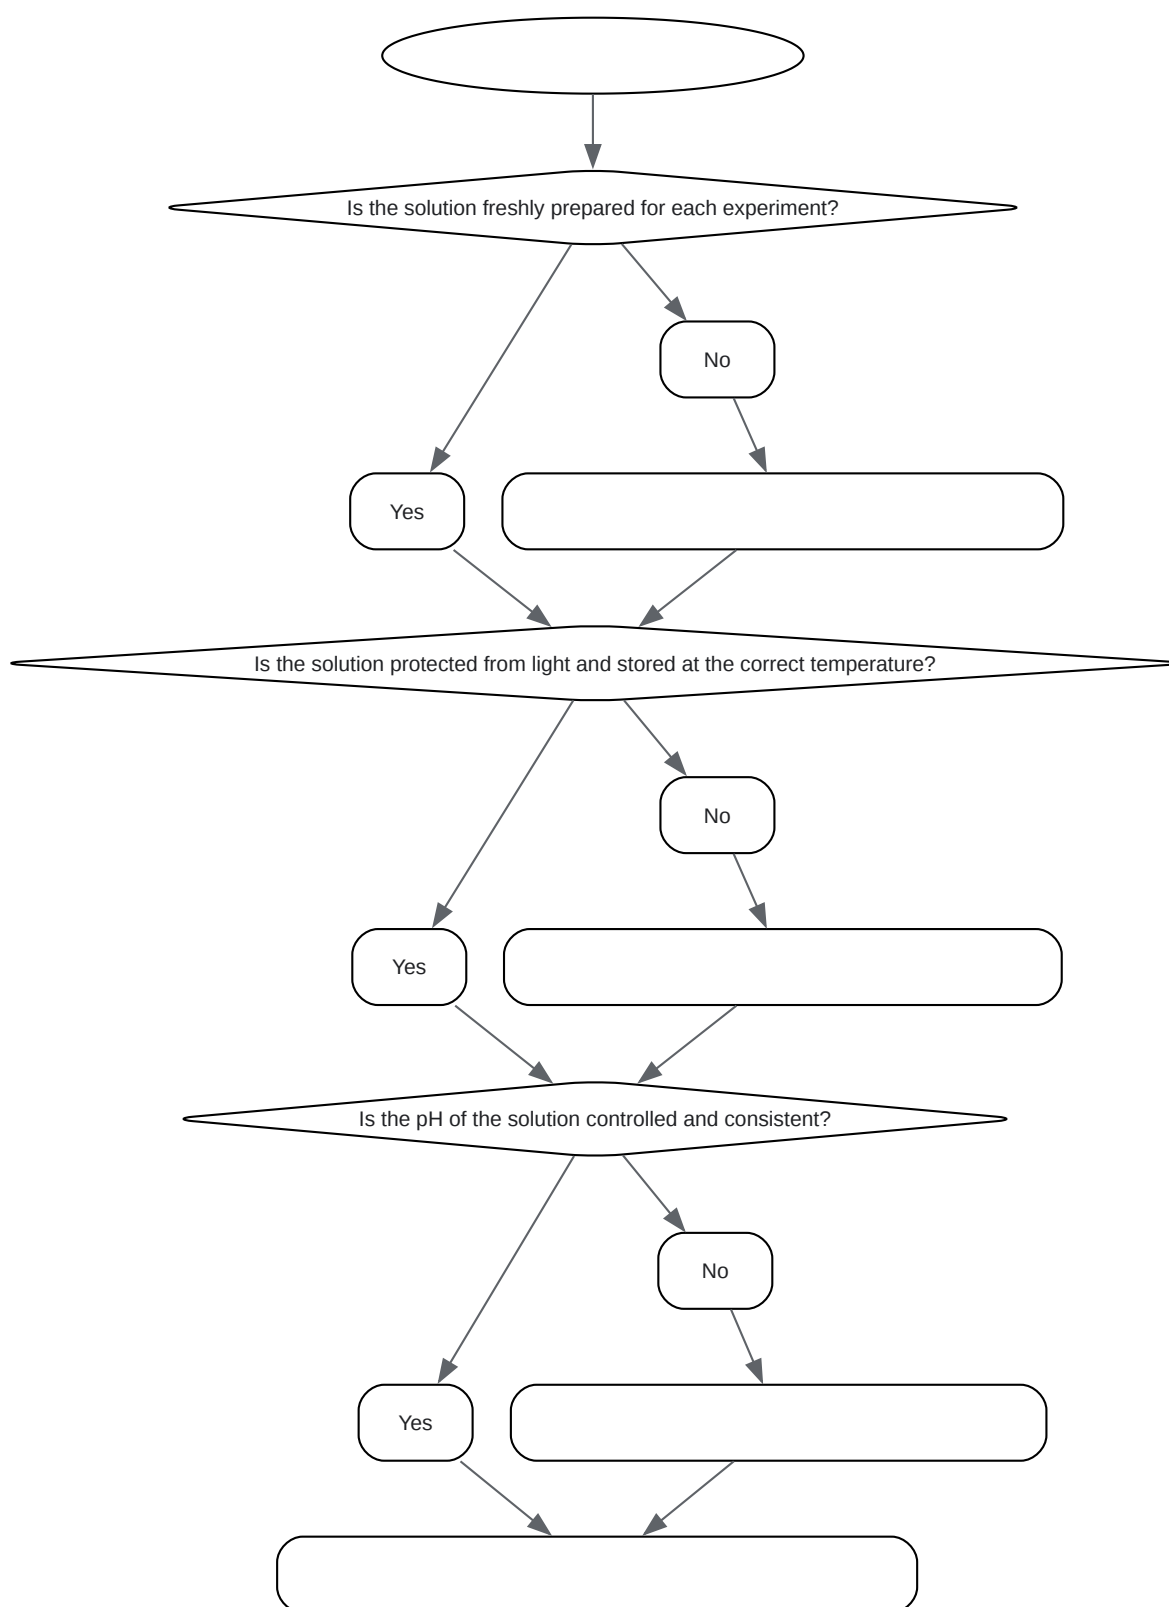 Is the solution freshly prepared for each experiment?
No
Yes
Is the solution protected from light and stored at the correct temperature?
No
Yes
Is the pH of the solution controlled and consistent?
No
Yes